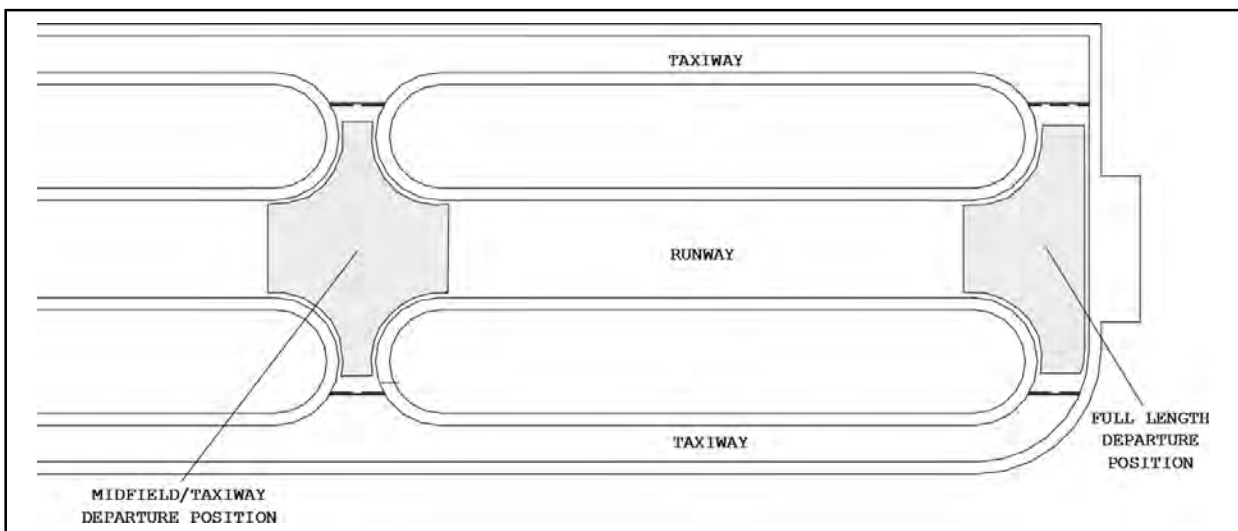 TAXIWAY
RUNWAY
FULL LENGTH
DEPARTURE
POSITION
TAXIWAY
MIDFIELD/TAXIWAY
DEPARTURE POSITION